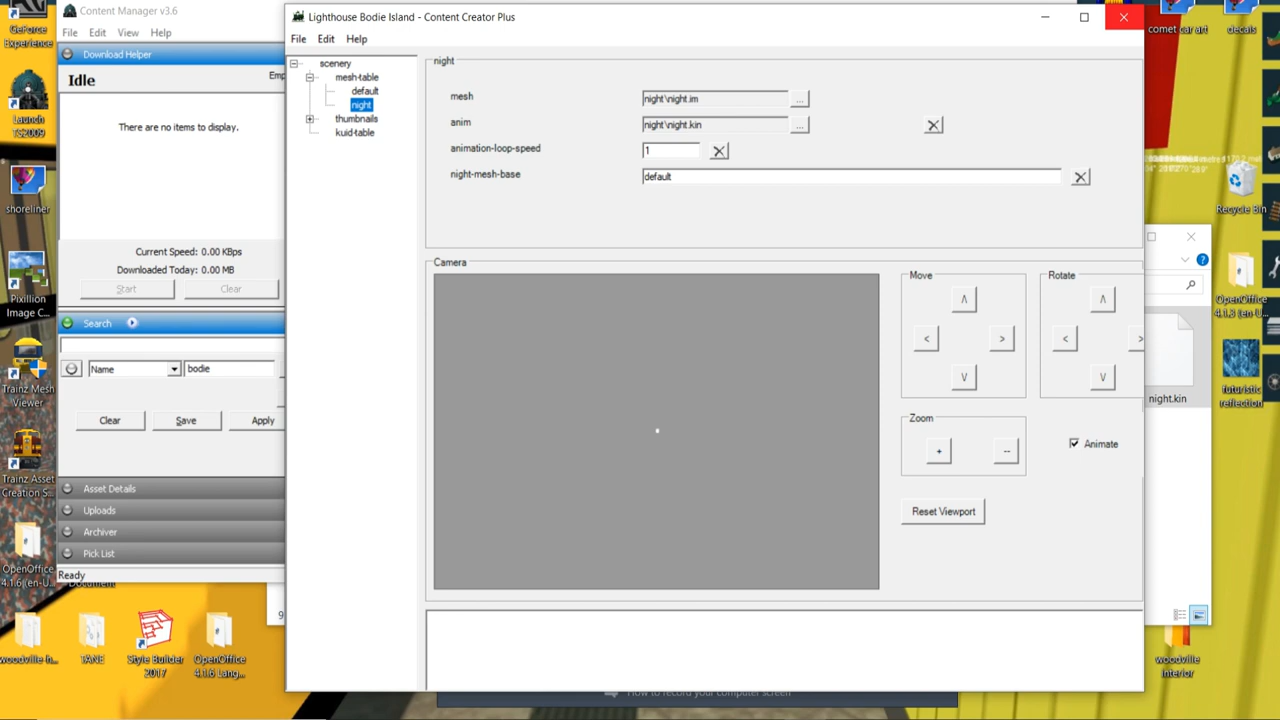 GeForce
Experience
Launch
TS2009
shoreliner
Pixillion
Image C...
Trainz Mesh
Viewer
Trainz Asset
Creation S...
OpenOffice
4.1.6 (en-U...
woodville h...
TANE
Style Builder
2017
OpenOffice
4.1.6 Lang...
Content Manager v3.6
File Edit View Help
Download Helper
Idle
There are no items to display.
Current Speed: 0.00 KBps
Downloaded Today: 0.00 MB
Start Clear
Search
Name bodie
Clear Save Apply
Asset Details
Uploads
Archiver
Pick List
Ready
Lighthouse Bodie Island - Content Creator Plus
File Edit Help
scenery
mesh-table
default
night
thumbnails
kuid-table
night
mesh night\night.im ...
anim night\night.kin ...
animation-loop-speed 1
night-mesh-base default
Camera
Move
Rotate
Zoom
+ --
Animate
Reset Viewport
How to record your computer screen
comet car art
decals
Recycle Bin
OpenOffice
4.1.3 (en-U...
night.kin
futuristic
reflection
woodville
interior